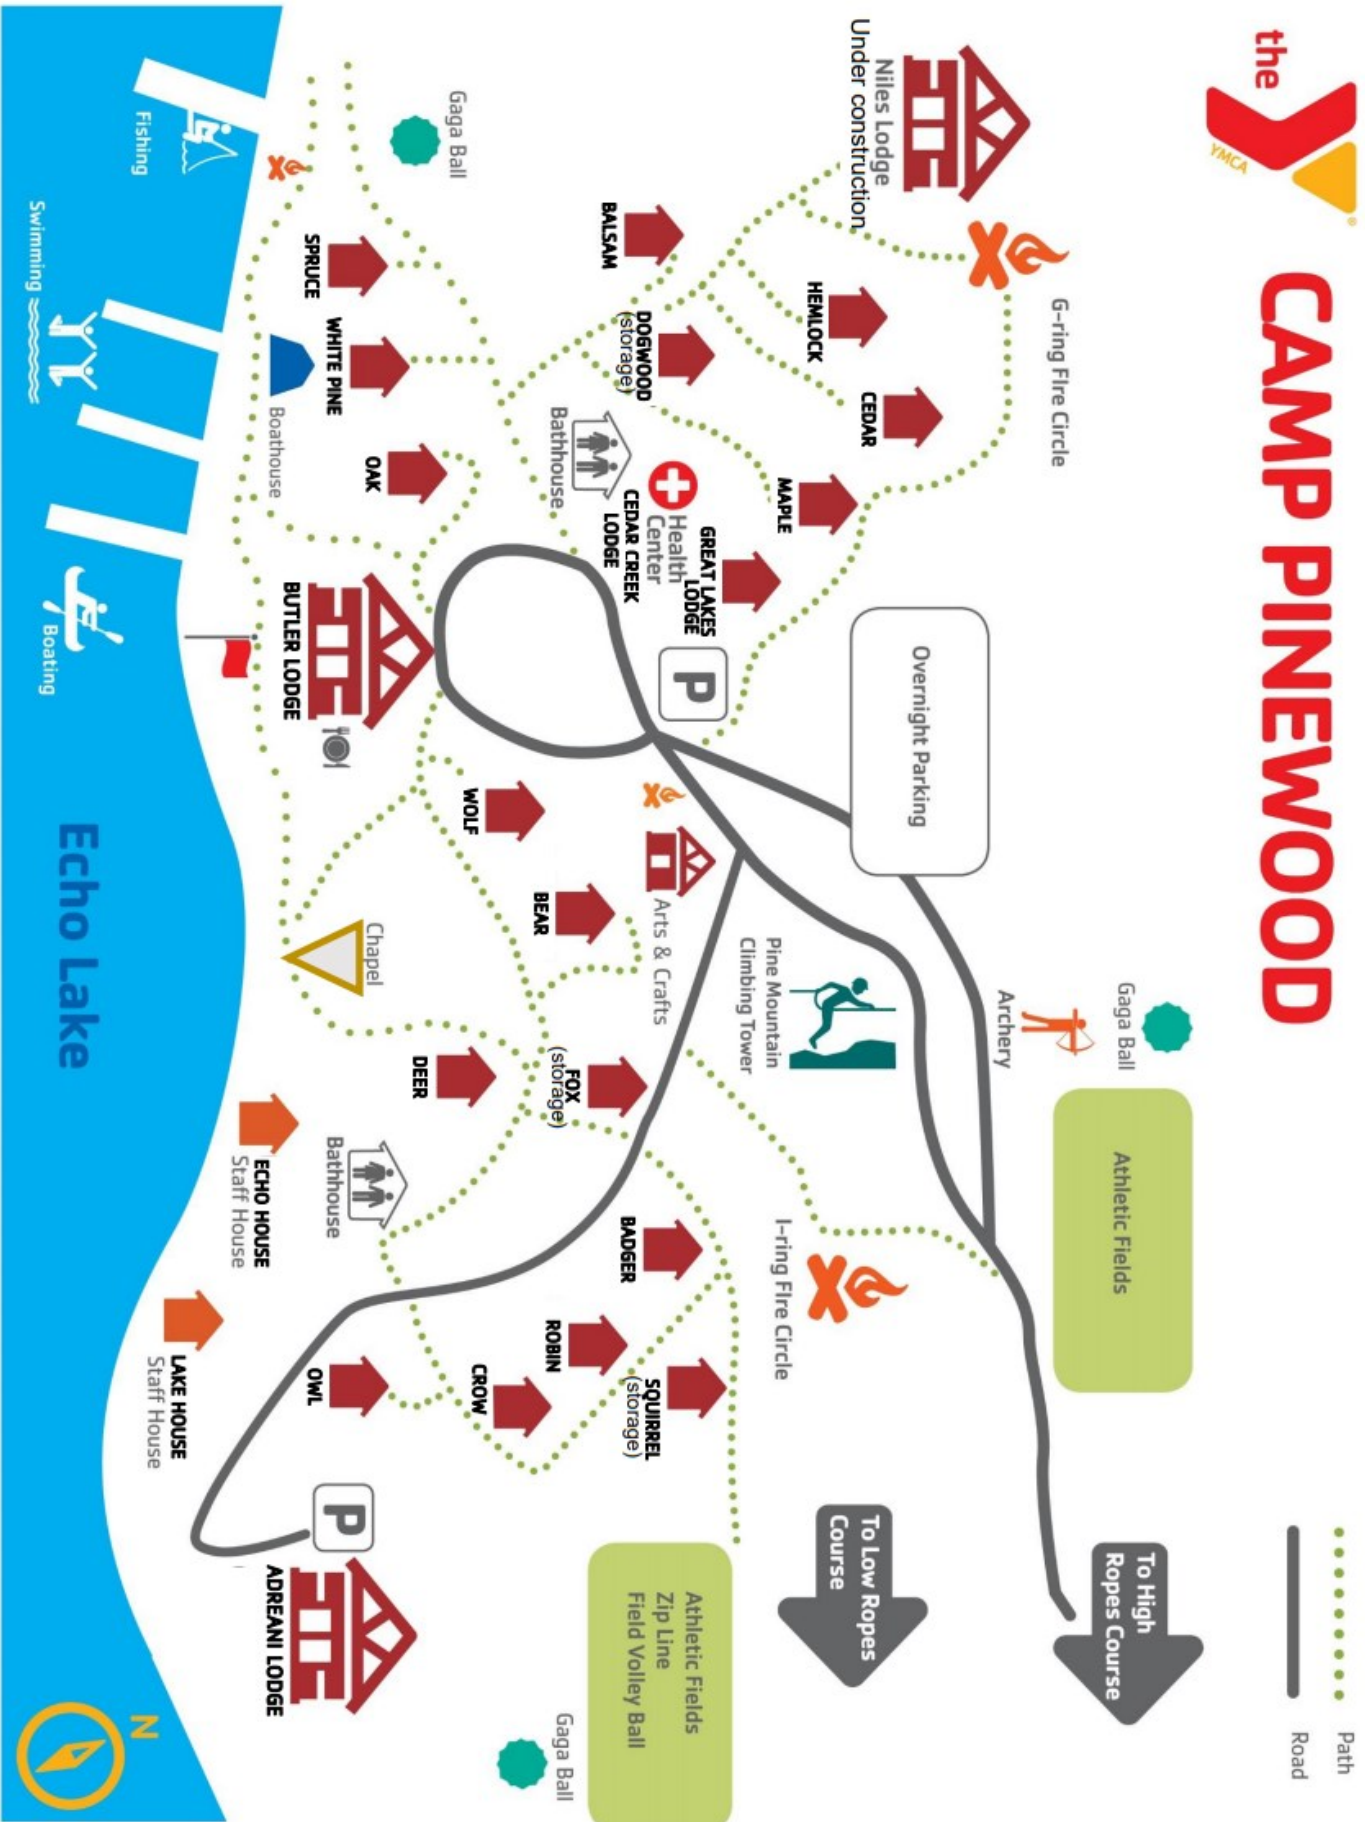 the
YMCA
®
CAMP PINEWOOD
Path
Road
Niles Lodge
Under construction
G-ring FIre Circle
Gaga Ball
Archery
Athletic Fields
To High
Ropes Course
To Low Ropes
Course
Overnight Parking
HEMLOCK
CEDAR
MAPLE
BALSAM
DOGWOOD
(storage)
GREAT LAKES
LODGE
Health
Center
CEDAR CREEK
LODGE
Bathhouse
P
Pine Mountain
Climbing Tower
I-ring FIre Circle
Arts & Crafts
Gaga Ball
SPRUCE
WHITE PINE
OAK
WOLF
BEAR
FOX
(storage)
DEER
BADGER
ROBIN
SQUIRREL
(storage)
CROW
OWL
Athletic Fields
Zip Line
Field Volley Ball
Gaga Ball
Boathouse
BUTLER LODGE
Chapel
Bathhouse
ECHO HOUSE
Staff House
LAKE HOUSE
Staff House
P
ADREANI LODGE
Fishing
Swimming
Boating
Echo Lake
N